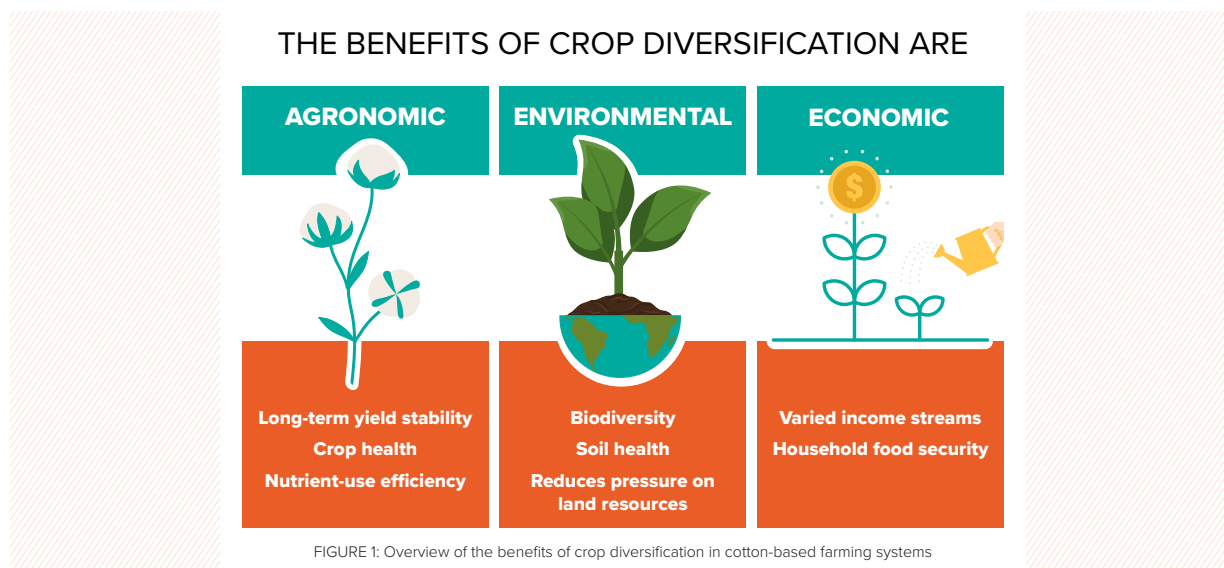 THE BENEFITS OF CROP DIVERSIFICATION ARE
AGRONOMIC
Long-term yield stability
Crop health
Nutrient-use efficiency
ENVIRONMENTAL
Biodiversity
Soil health
Reduces pressure on
land resources
ECONOMIC
$
Varied income streams
Household food security
FIGURE 1: Overview of the benefits of crop diversification in cotton-based farming systems